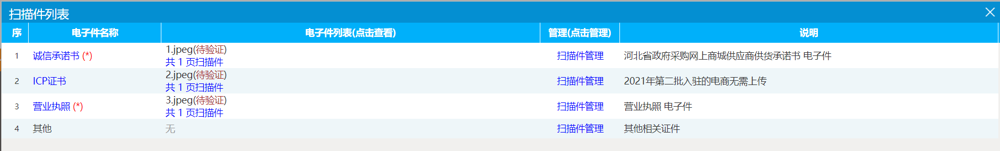 扫描件列表
序 电子件名称 电子件列表(点击查看) 管理(点击管理) 说明
1 诚信承诺书 (*) 1.jpeg(待验证) 共 1 页扫描件 扫描件管理 河北省政府采购网上商城供应商供货承诺书 电子件
2 ICP证书 2.jpeg(待验证) 共 1 页扫描件 扫描件管理 2021年第二批入驻的电商无需上传
3 营业执照 (*) 3.jpeg(待验证) 共 1 页扫描件 扫描件管理 营业执照 电子件
4 其他 无 扫描件管理 其他相关证件